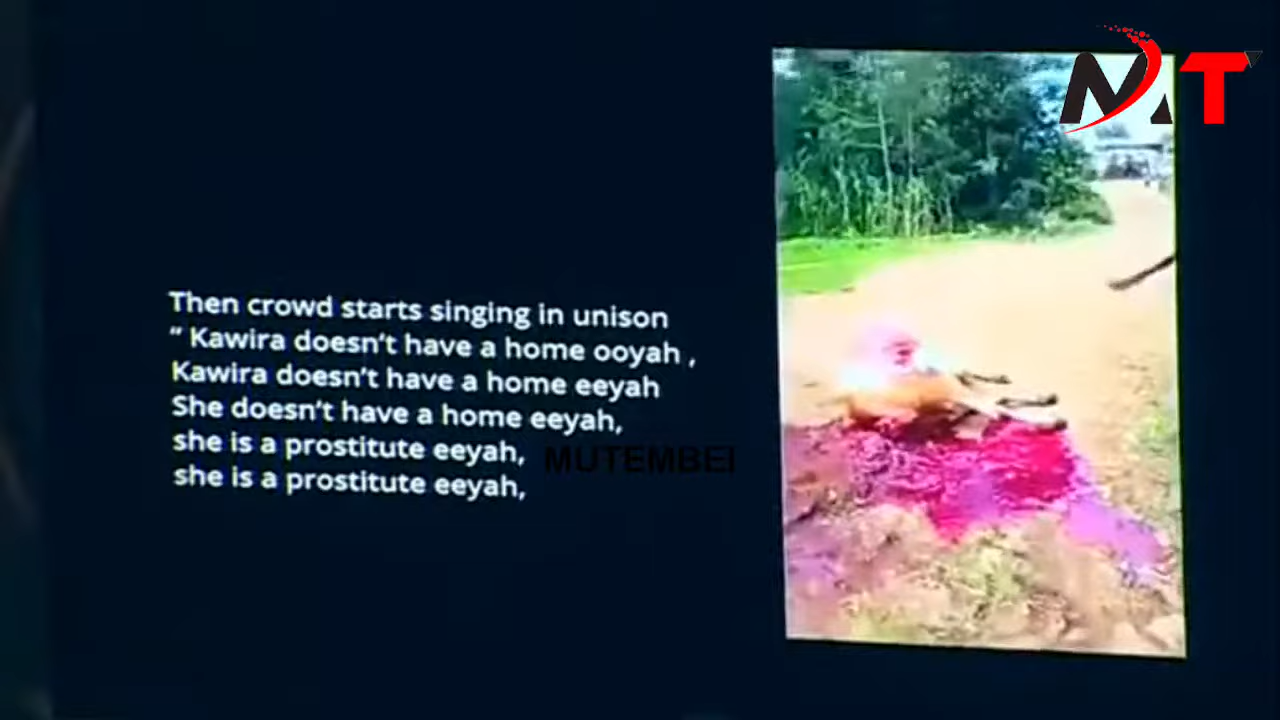 Then crowd starts singing in unison
“ Kawira doesn’t have a home ooyah ,
Kawira doesn’t have a home eeyah
She doesn’t have a home eeyah,
she is a prostitute eeyah,
she is a prostitute eeyah,
MUTEMBEI
MT